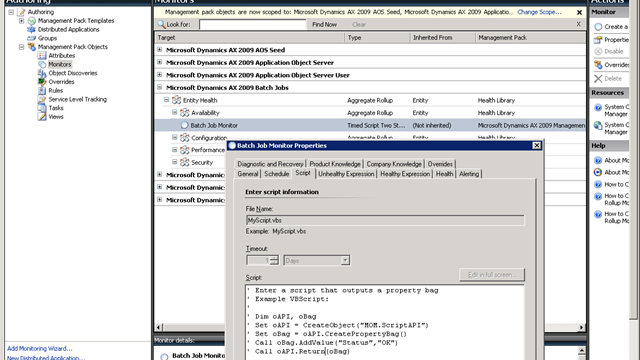 Authoring
Monitors
Actions
Authoring
Management Pack Templates
Distributed Applications
Groups
Management Pack Objects
Attributes
Monitors
Object Discoveries
Overrides
Rules
Service Level Tracking
Tasks
Views
Add Monitoring Wizard...
New Distributed Application...
Management pack objects are now scoped to: Microsoft Dynamics AX 2009 AOS Seed, Microsoft Dynamics AX 2009 Applicati... Change Scope... x
Look for: Find Now Clear X
Target Type Inherited From Management Pack
Microsoft Dynamics AX 2009 AOS Seed
Microsoft Dynamics AX 2009 Application Object Server
Microsoft Dynamics AX 2009 Application Object Server User
Microsoft Dynamics AX 2009 Batch Jobs
Entity Health Aggregate Rollup Entity Health Library
Availability Aggregate Rollup Entity Health Library
Batch Job Monitor Timed Script Two St... (Not inherited) Microsoft Dynamics AX 2009 Management
Configuration Aggregate Rollup Entity Health Library
Performance
Security
Microsoft Dynam
Microsoft Dynam
Microsoft Dynam
Monitor details:
Batch Job M
Batch Job Monitor Properties
Diagnostic and Recovery Product Knowledge Company Knowledge Overrides
General Schedule Script Unhealthy Expression Healthy Expression Health Alerting
Enter script information
File Name:
MyScript.vbs
Example: MyScript.vbs
Timeout:
1 Days
Edit in full screen...
Script:
' Enter a script that outputs a property bag
' Example VBScript:
'
' Dim oAPI, oBag
' Set oAPI = CreateObject("MOM.ScriptAPI")
' Set oBag = oAPI.CreatePropertyBag()
' Call oBag.AddValue("Status","OK")
' Call oAPI.Return(oBag)
Monitor
Create a
Properties
Disable
Overrides
Delete
Resources
System C
Manager
System C
Manager
Help
About Mo
About Mo
How to C
Rollup Mo
How to C
How to C
Rollup Mo